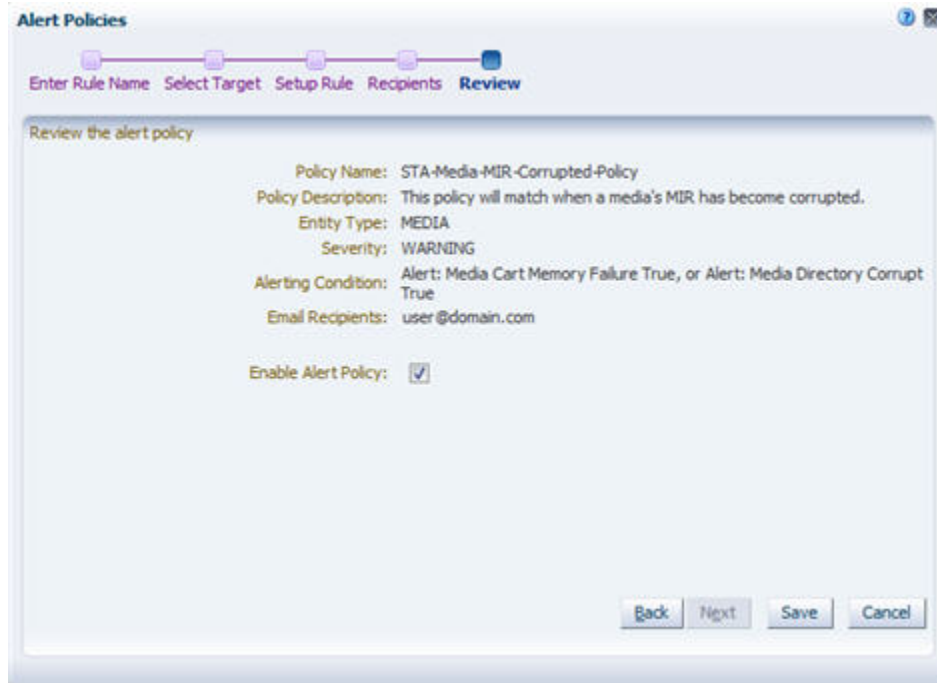 Alert Policies
Enter Rule Name Select Target Setup Rule Recipients Review
Review the alert policy
Policy Name: STA-Media-MIR-Corrupted-Policy
Policy Description: This policy will match when a media's MIR has become corrupted.
Entity Type: MEDIA
Severity: WARNING
Alerting Condition: Alert: Media Cart Memory Failure True, or Alert: Media Directory Corrupt
True
Email Recipients: user@domain.com
Enable Alert Policy:
Back Next Save Cancel